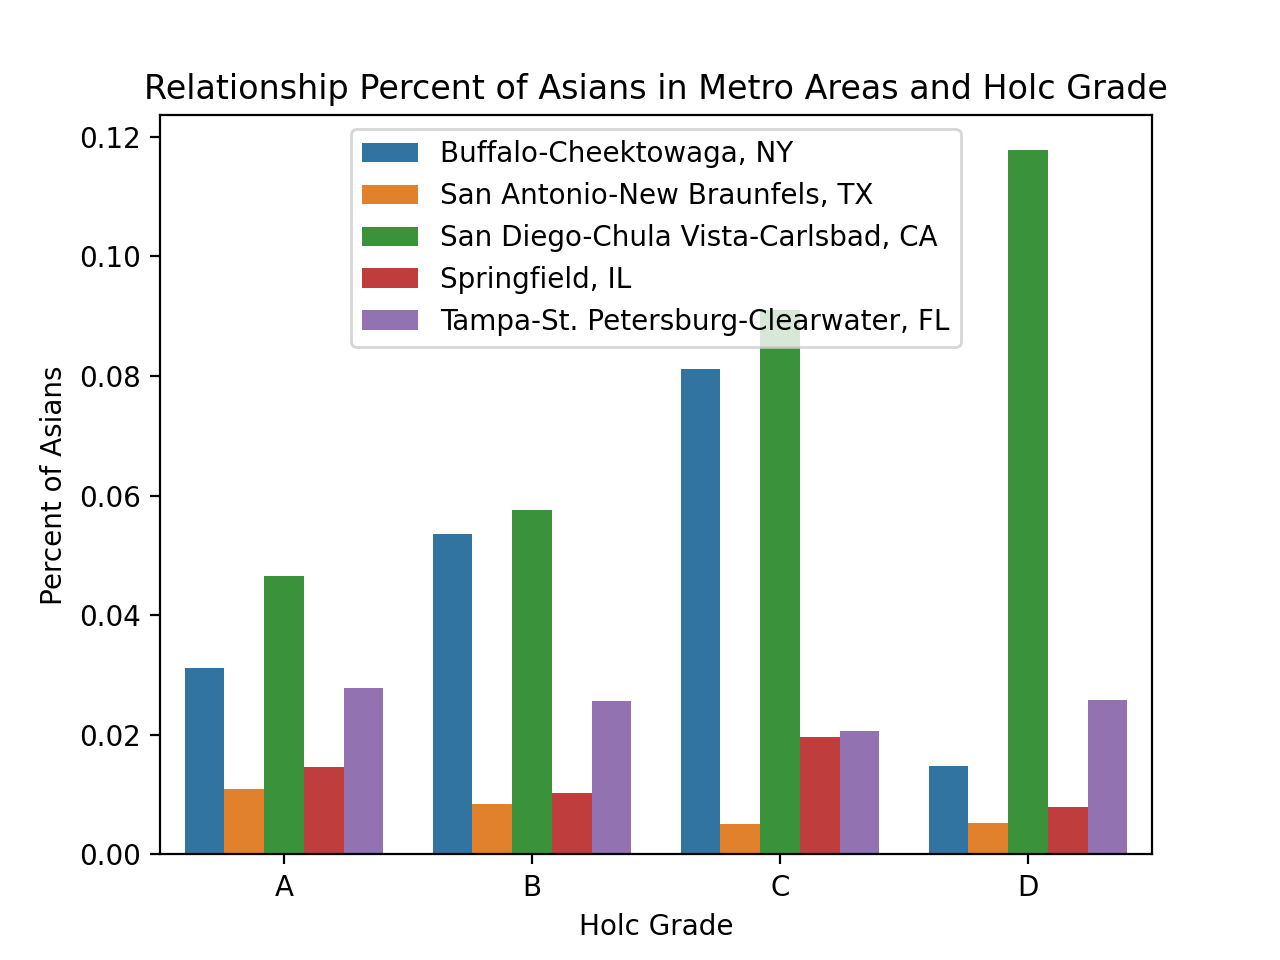 Relationship Percent of Asians in Metro Areas and Holc Grade
0.12
0.10
0.08
0.06
0.04
0.02
0.00
Percent of Asians
Buffalo-Cheektowaga, NY
San Antonio-New Braunfels, TX
San Diego-Chula Vista-Carlsbad, CA
Springfield, IL
Tampa-St. Petersburg-Clearwater, FL
A B C D
Holc Grade